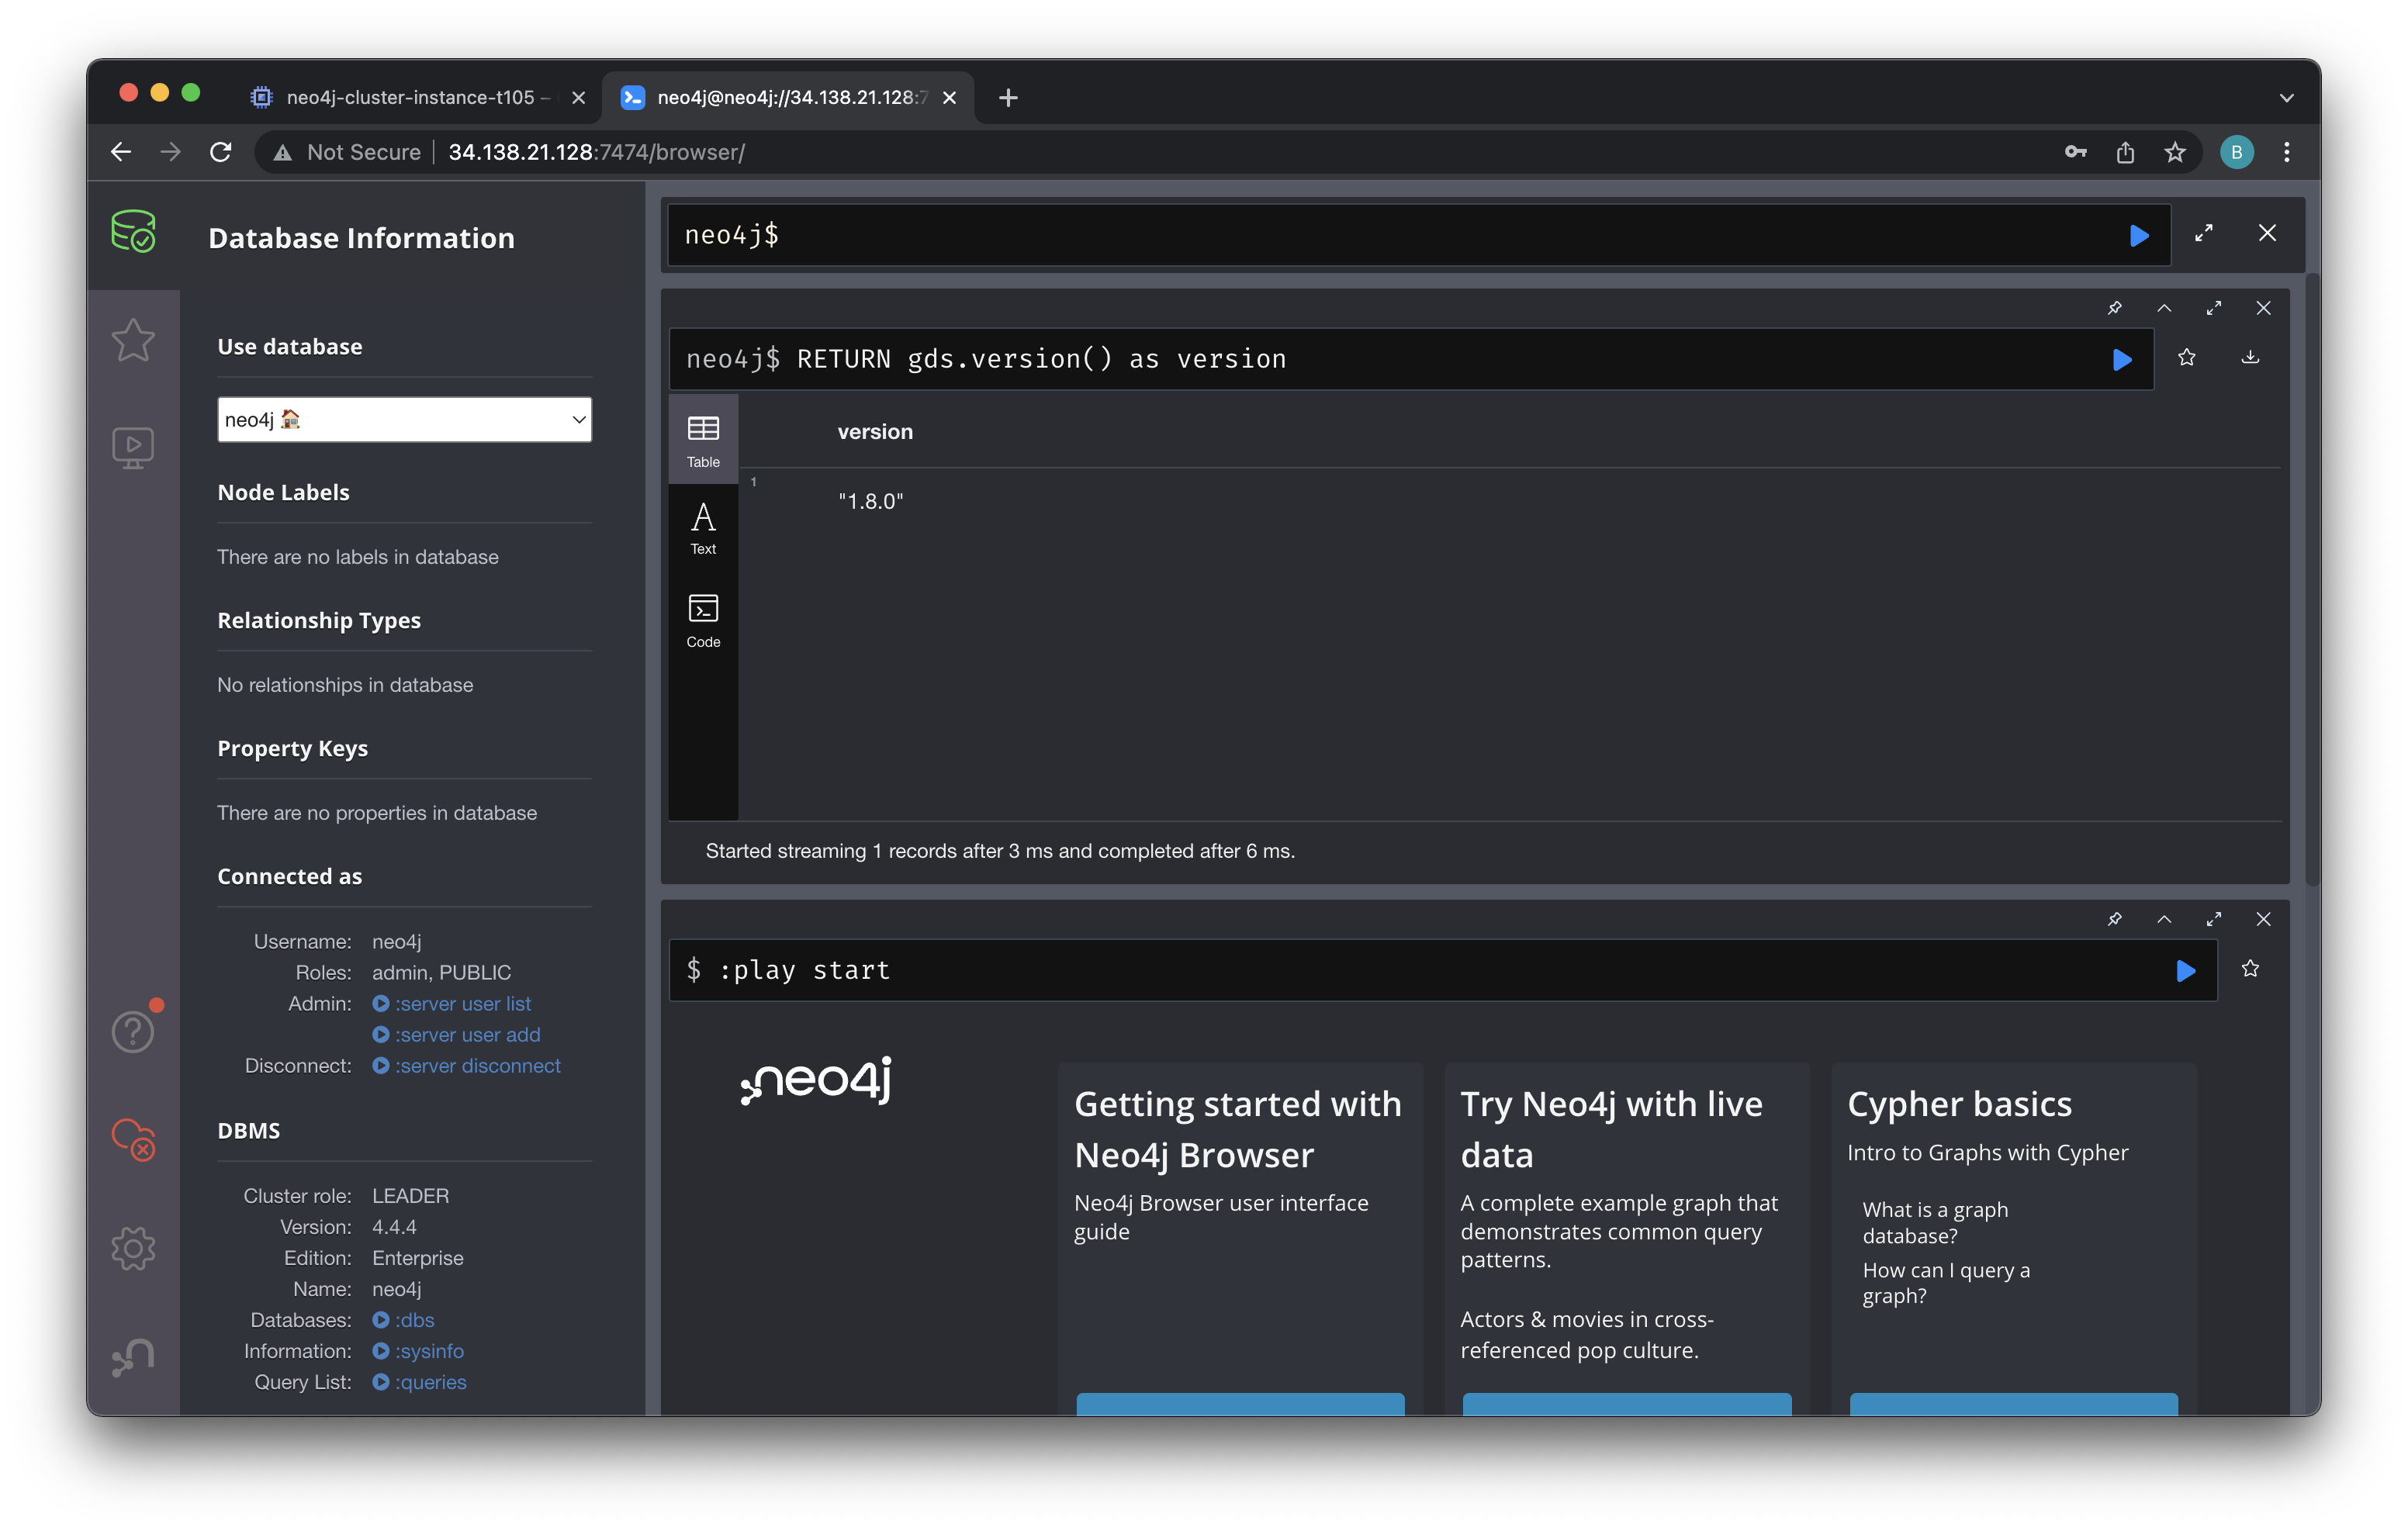 neo4j-cluster-instance-t105 –
neo4j@neo4j://34.138.21.128:7
Not Secure | 34.138.21.128:7474/browser/
B
Database Information
Use database
neo4j
Node Labels
There are no labels in database
Relationship Types
No relationships in database
Property Keys
There are no properties in database
Connected as
Username: neo4j
Roles: admin, PUBLIC
Admin: :server user list
:server user add
Disconnect: :server disconnect
DBMS
Cluster role: LEADER
Version: 4.4.4
Edition: Enterprise
Name: neo4j
Databases: :dbs
Information: :sysinfo
Query List: :queries
neo4j$
neo4j$ RETURN gds.version() as version
Table
Text
Code
version
1
"1.8.0"
Started streaming 1 records after 3 ms and completed after 6 ms.
$ :play start
neo4j
Getting started with
Neo4j Browser
Neo4j Browser user interface
guide
Try Neo4j with live
data
A complete example graph that
demonstrates common query
patterns.
Actors & movies in cross-
referenced pop culture.
Cypher basics
Intro to Graphs with Cypher
What is a graph
database?
How can I query a
graph?